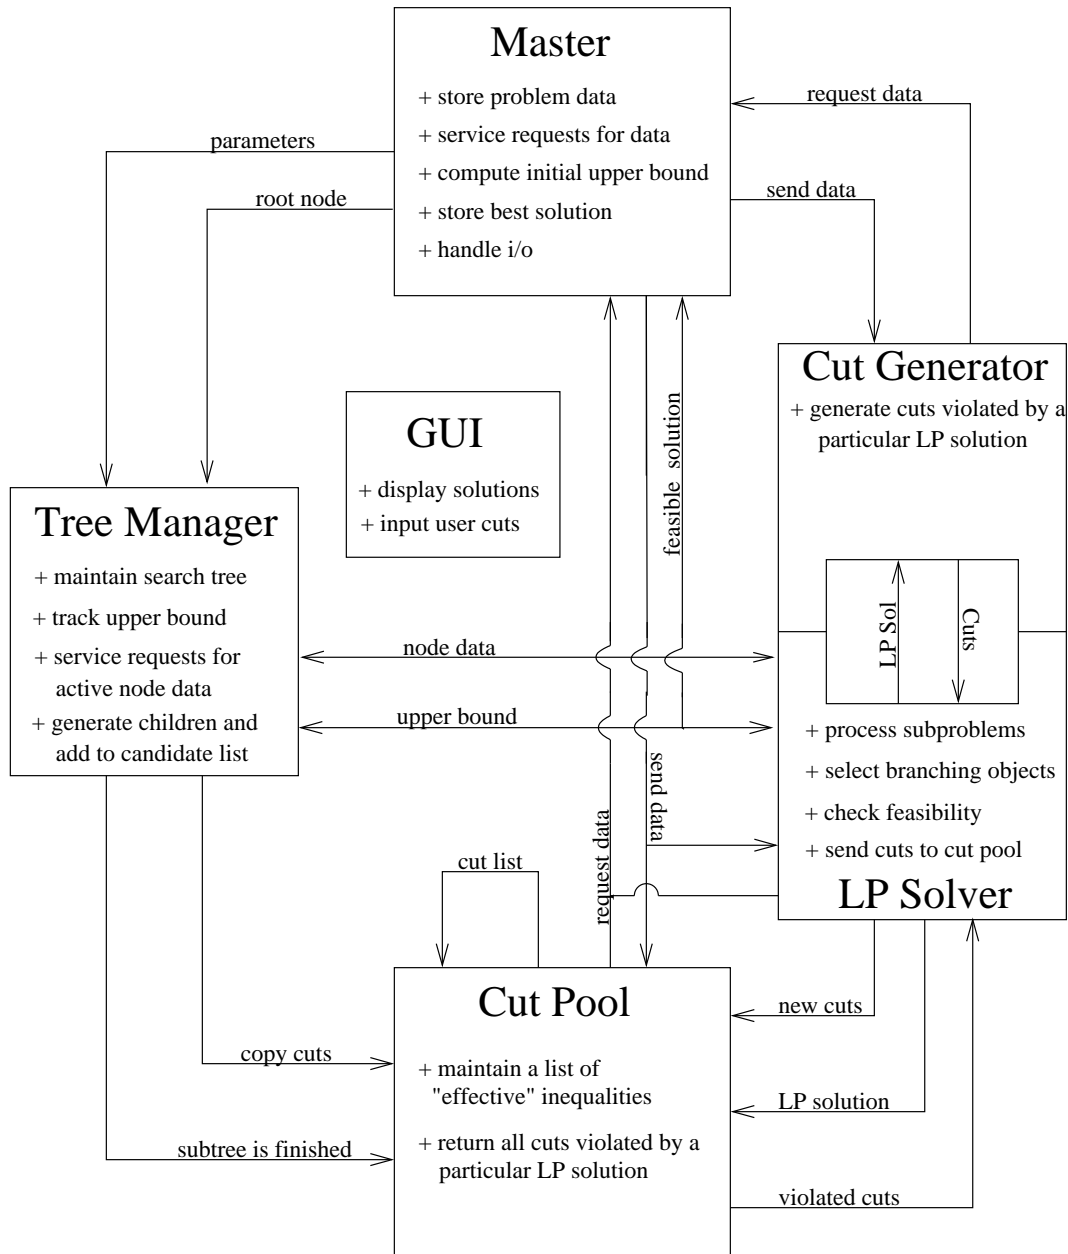 Master
+ store problem data
+ service requests for data
+ compute initial upper bound
+ store best solution
+ handle i/o
request data
parameters
send data
root node
Cut Generator
+ generate cuts violated by a
particular LP solution
GUI
+ display solutions
+ input user cuts
feasible solution
Tree Manager
+ maintain search tree
+ track upper bound
+ service requests for
active node data
+ generate children and
add to candidate list
LP Sol
Cuts
node data
upper bound
+ process subproblems
+ select branching objects
+ check feasibility
+ send cuts to cut pool
LP Solver
send data
request data
cut list
Cut Pool
+ maintain a list of
"effective" inequalities
+ return all cuts violated by a
particular LP solution
new cuts
copy cuts
LP solution
subtree is finished
violated cuts